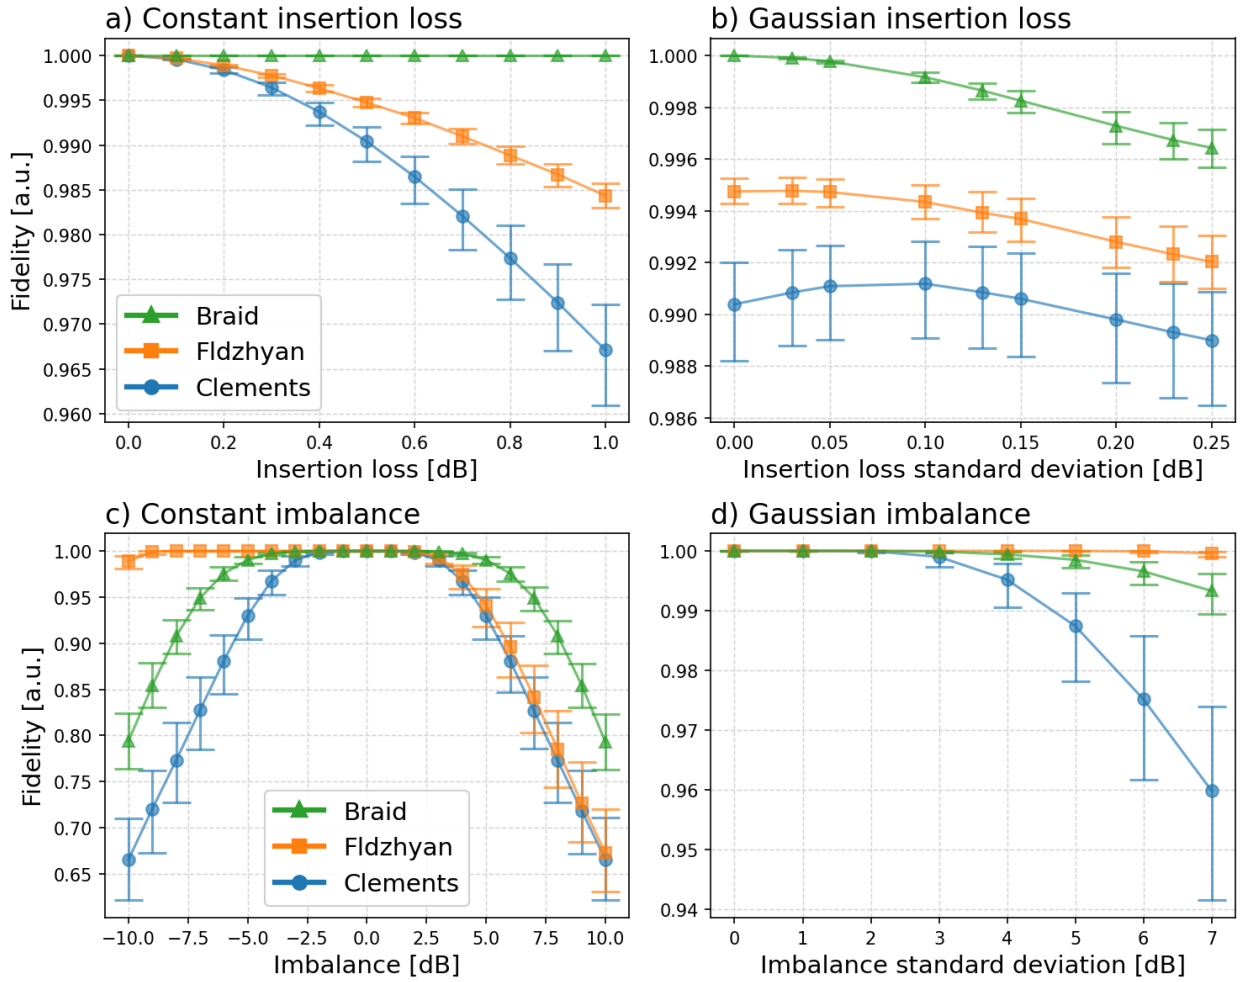 a) Constant insertion loss
1.000
0.995
0.990
0.985
0.980
0.975
0.970
0.965
0.960
Fidelity [a.u.]
Braid
Fldzhyan
Clements
0.0 0.2 0.4 0.6 0.8 1.0
Insertion loss [dB]
b) Gaussian insertion loss
1.000
0.998
0.996
0.994
0.992
0.990
0.988
0.986
0.00 0.05 0.10 0.15 0.20 0.25
Insertion loss standard deviation [dB]
c) Constant imbalance
1.00
0.95
0.90
0.85
0.80
0.75
0.70
0.65
Fidelity [a.u.]
Braid
Fldzhyan
Clements
−10.0 −7.5 −5.0 −2.5 0.0 2.5 5.0 7.5 10.0
Imbalance [dB]
d) Gaussian imbalance
1.00
0.99
0.98
0.97
0.96
0.95
0.94
0 1 2 3 4 5 6 7
Imbalance standard deviation [dB]